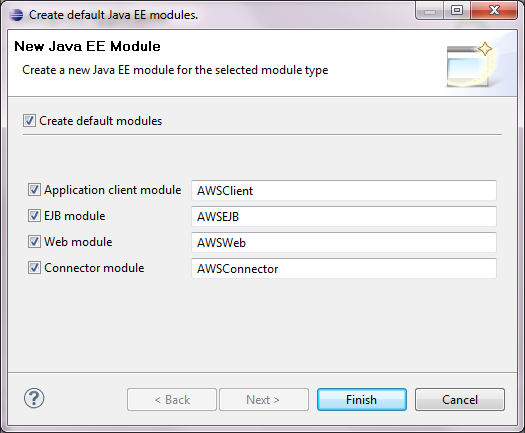 Create default Java EE modules.
New Java EE Module
Create a new Java EE module for the selected module type
Create default modules
Application client module AWSClient
EJB module AWSEJB
Web module AWSWeb
Connector module AWSConnector
? < Back Next > Finish Cancel